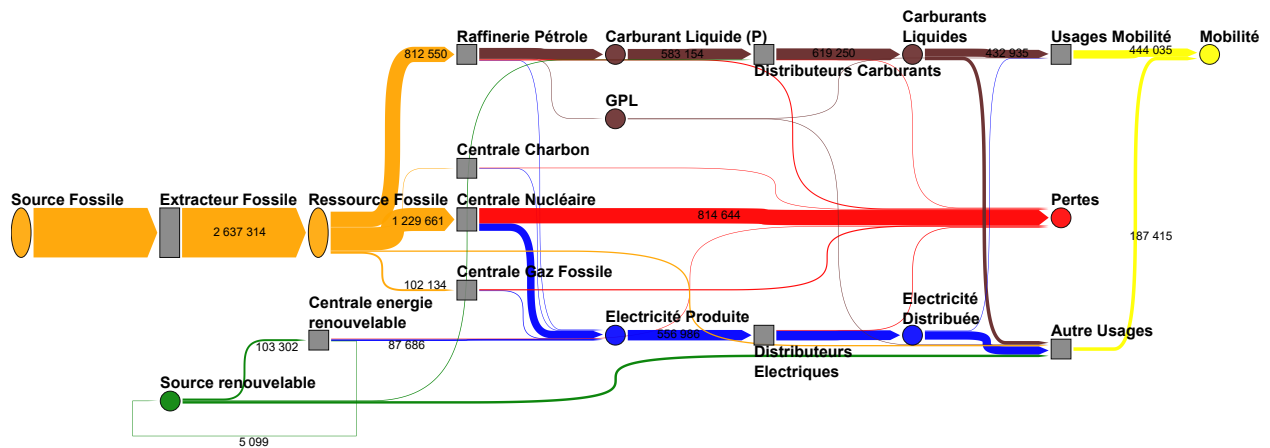 Carburants
Liquides
Raffinerie Pétrole
Carburant Liquide (P)
Usages Mobilité
Mobilité
812 550
583 154
619 250
432 935
444 035
Distributeurs Carburants
GPL
Centrale Charbon
Source Fossile
Extracteur Fossile
Ressource Fossile
Centrale Nucléaire
Pertes
1 229 661
814 644
2 637 314
187 415
Centrale Gaz Fossile
102 134
Centrale energie
renouvelable
Electricité Produite
Electricité
Distribuée
Autre Usages
103 302
87 686
556 986
Distributeurs
Electriques
Source renouvelable
5 099